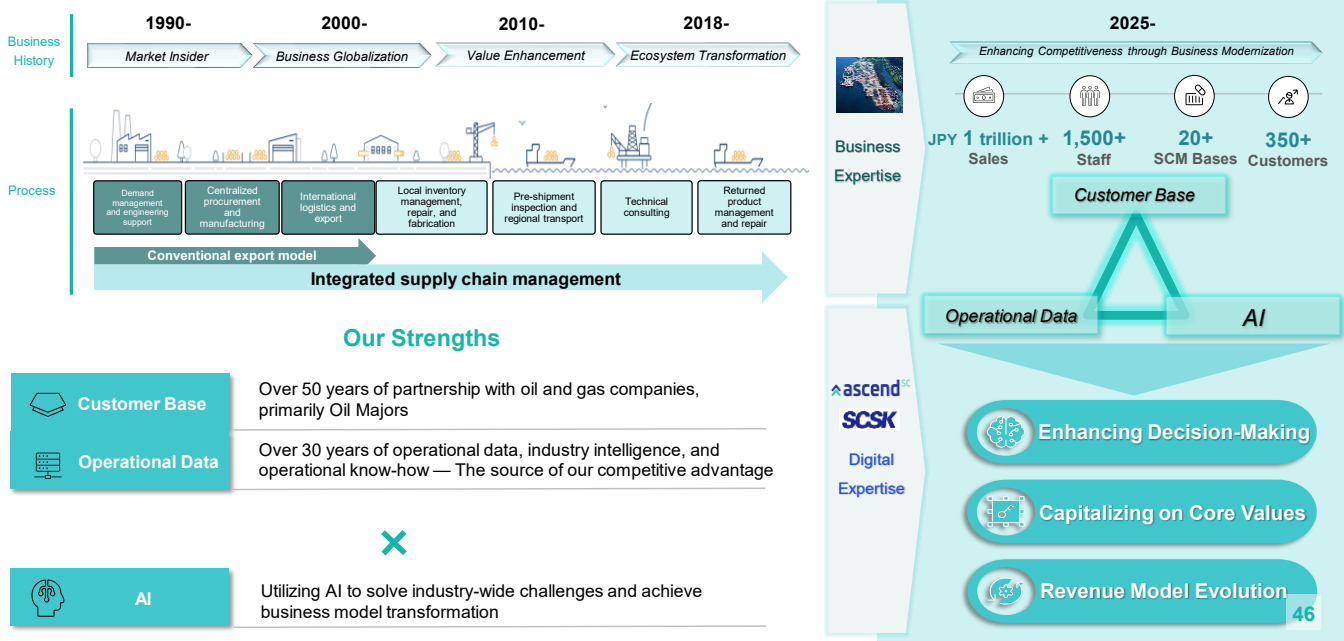 Business
History
1990-
Market Insider
2000-
Business Globalization
2010-
Value Enhancement
2018-
Ecosystem Transformation
Process
Demand
management
and engineering
support
Centralized
procurement
and
manufacturing
International
logistics and
export
Local inventory
management,
repair, and
fabrication
Pre-shipment
inspection and
regional transport
Technical
consulting
Returned
product
management
and repair
Conventional export model
Integrated supply chain management
Our Strengths
Customer Base
Over 50 years of partnership with oil and gas companies,
primarily Oil Majors
Operational Data
Over 30 years of operational data, industry intelligence, and
operational know-how — The source of our competitive advantage
×
AI
Utilizing AI to solve industry-wide challenges and achieve
business model transformation
Business
Expertise
2025-
Enhancing Competitiveness through Business Modernization
JPY 1 trillion +
Sales
1,500+
Staff
20+
SCM Bases
350+
Customers
Customer Base
Operational Data
AI
ascend SC
SCSK
Digital
Expertise
Enhancing Decision-Making
Capitalizing on Core Values
Revenue Model Evolution
46